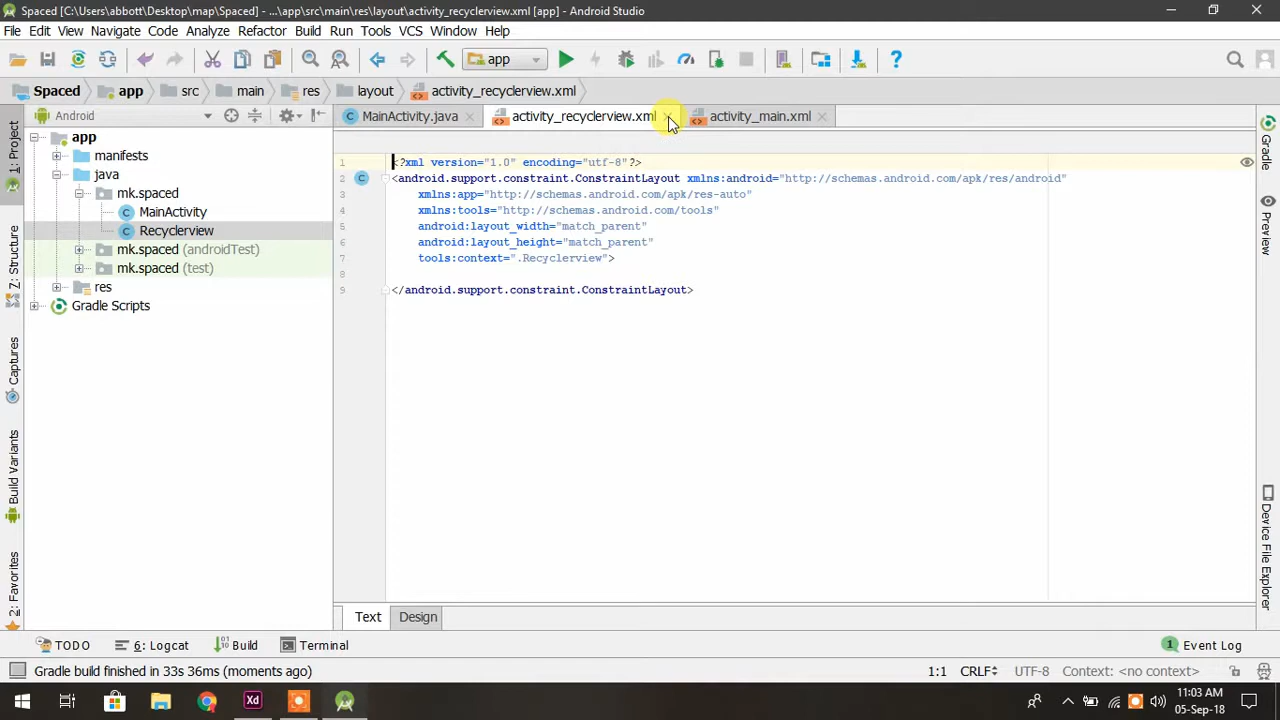 Spaced [C:\Users\abbott\Desktop\map\Spaced] - ...\app\src\main\res\layout\activity_recyclerview.xml [app] - Android Studio
File Edit View Navigate Code Analyze Refactor Build Run Tools VCS Window Help
app
Spaced app src main res layout activity_recyclerview.xml
Android
MainActivity.java activity_recyclerview.xml activity_main.xml
1: Project
Z: Structure
Captures
Build Variants
2: Favorites
app
manifests
java
mk.spaced
MainActivity
Recyclerview
mk.spaced (androidTest)
mk.spaced (test)
res
Gradle Scripts
1 <?xml version="1.0" encoding="utf-8"?>
2 <android.support.constraint.ConstraintLayout xmlns:android="http://schemas.android.com/apk/res/android"
3 xmlns:app="http://schemas.android.com/apk/res-auto"
4 xmlns:tools="http://schemas.android.com/tools"
5 android:layout_width="match_parent"
6 android:layout_height="match_parent"
7 tools:context=".Recyclerview">
8
9 </android.support.constraint.ConstraintLayout>
Gradle
Preview
Device File Explorer
Text Design
TODO 6: Logcat Build Terminal 1 Event Log
Gradle build finished in 33s 36ms (moments ago) 1:1 CRLF UTF-8 Context: <no context>
Xd
11:03 AM
05-Sep-18